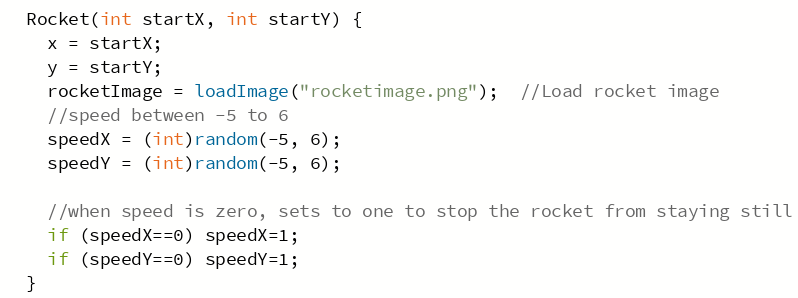 Rocket(int startX, int startY) {
x = startX;
y = startY;
rocketImage = loadImage("rocketimage.png");  //Load rocket image
//speed between -5 to 6
speedX = (int)random(-5, 6);
speedY = (int)random(-5, 6);
//when speed is zero, sets to one to stop the rocket from staying still
if (speedX==0) speedX=1;
if (speedY==0) speedY=1;
}